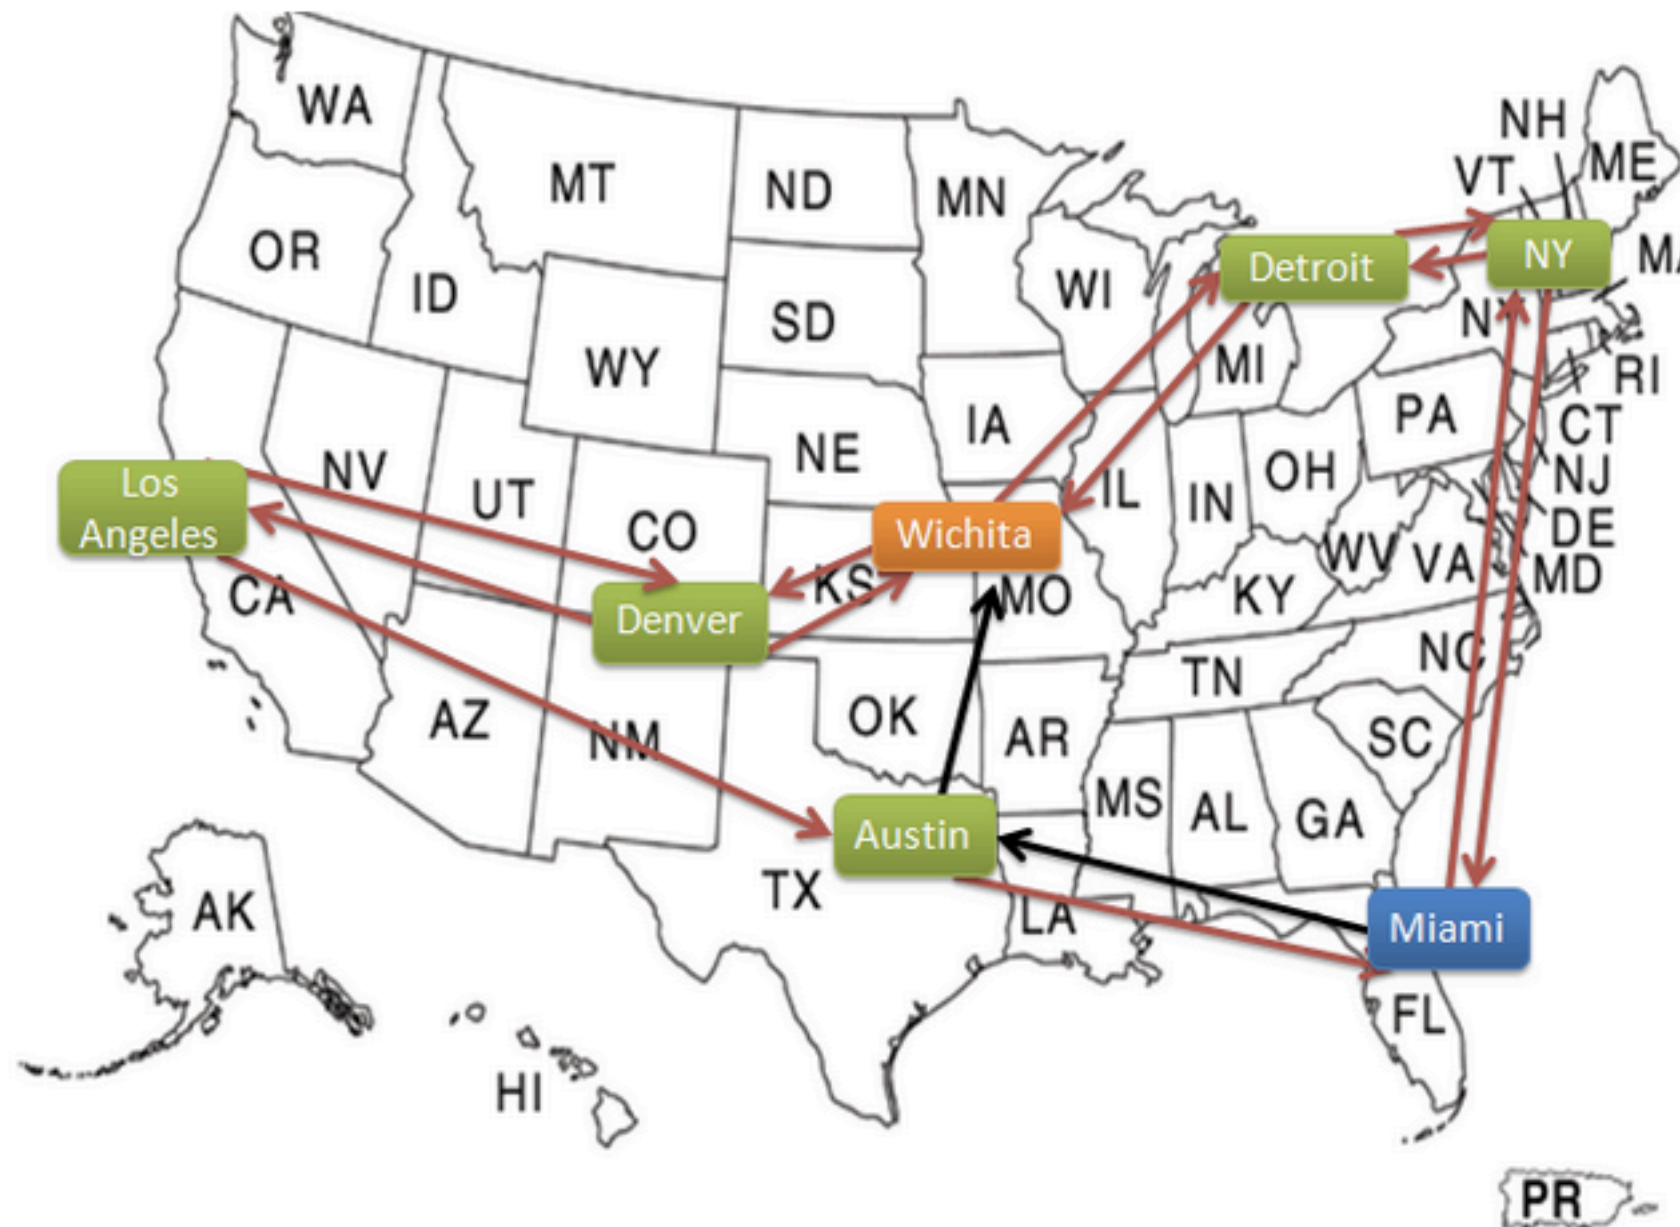 NH
WA
ME
VT
MT
ND
MN
OR
NY
Detroit
MA
WI
ID
SD
NY
WY
MI
RI
PA
IA
CT
NE
NV
OH
NJ
Los
Angeles
UT
IL
IN
CO
Wichita
DE
WV
VA
MD
KS
CA
MO
KY
Denver
NC
TN
AZ
OK
NM
AR
SC
MS
AL
GA
Austin
TX
AK
LA
Miami
FL
HI
PR